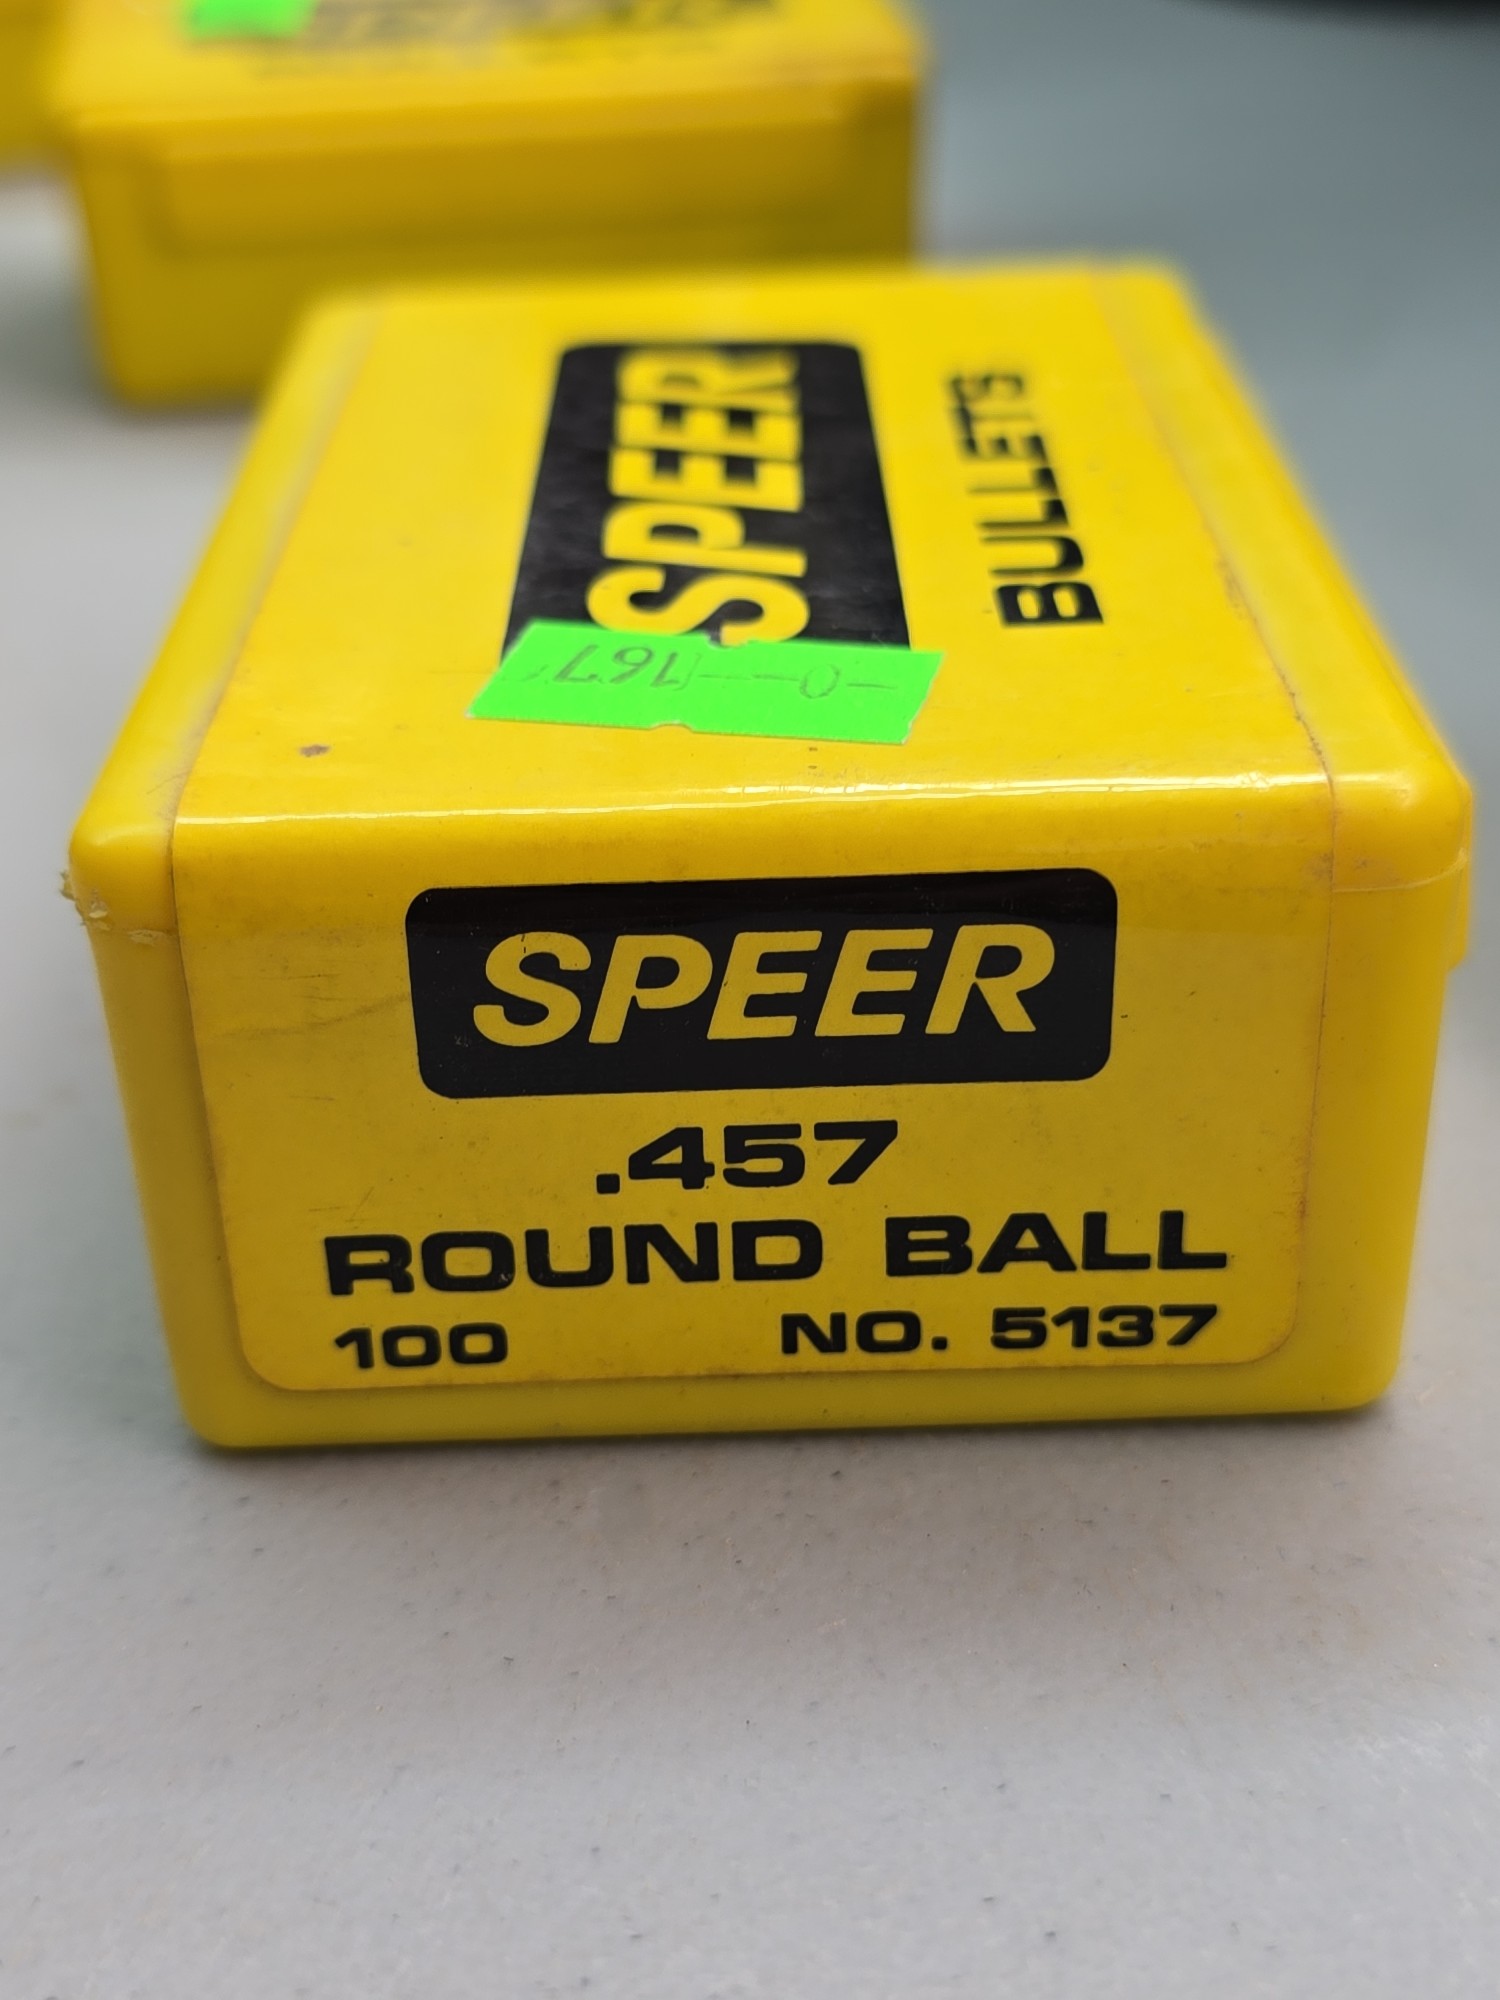 SPEER
BULLETS
SPEER
.457
ROUND BALL
100 NO. 5137